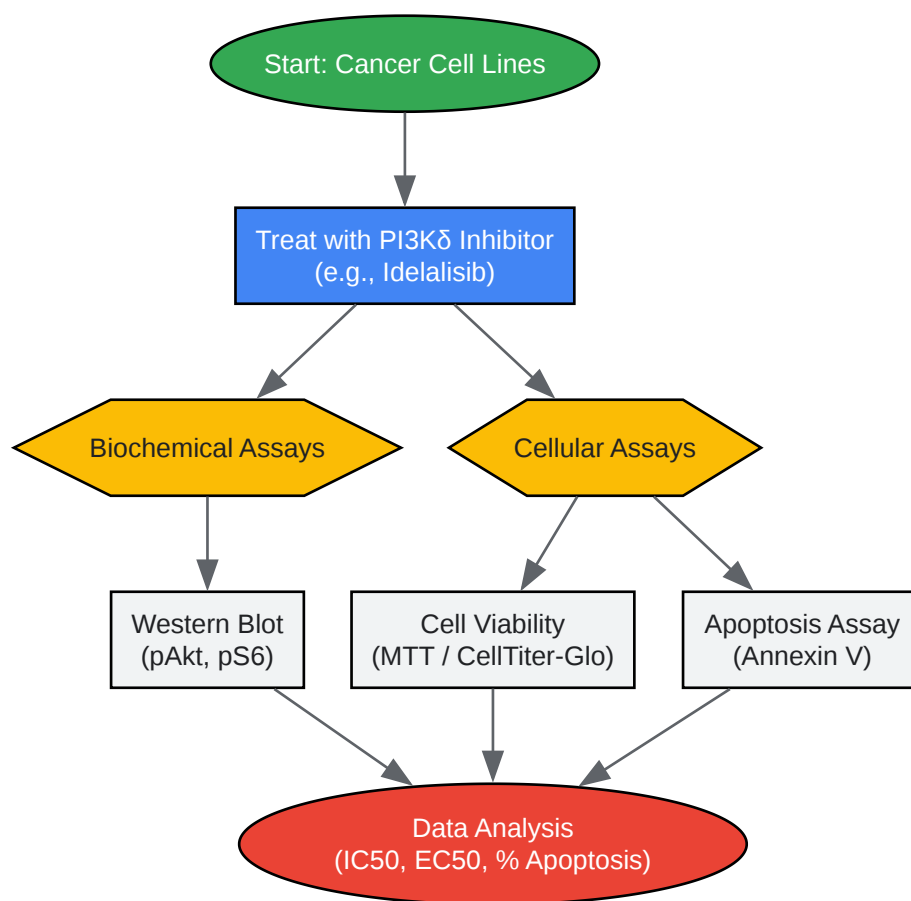 Start: Cancer Cell Lines
Treat with PI3Kδ Inhibitor
(e.g., Idelalisib)
Biochemical Assays
Cellular Assays
Western Blot
(pAkt, pS6)
Cell Viability
(MTT / CellTiter-Glo)
Apoptosis Assay
(Annexin V)
Data Analysis
(IC50, EC50, % Apoptosis)